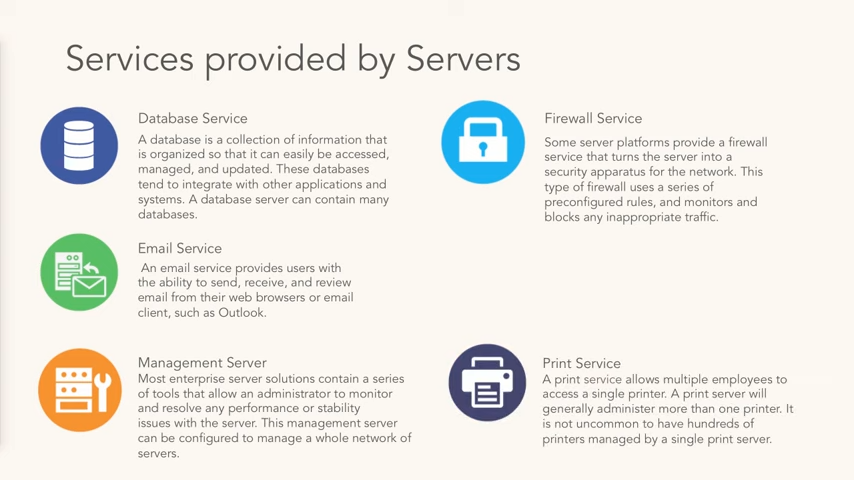 Services provided by Servers
Database Service
A database is a collection of information that
is organized so that it can easily be accessed,
managed, and updated. These databases
tend to integrate with other applications and
systems. A database server can contain many
databases.
Email Service
An email service provides users with
the ability to send, receive, and review
email from their web browsers or email
client, such as Outlook.
Management Server
Most enterprise server solutions contain a series
of tools that allow an administrator to monitor
and resolve any performance or stability
issues with the server. This management server
can be configured to manage a whole network of
servers.
Firewall Service
Some server platforms provide a firewall
service that turns the server into a
security apparatus for the network. This
type of firewall uses a series of
preconfigured rules, and monitors and
blocks any inappropriate traffic.
Print Service
A print service allows multiple employees to
access a single printer. A print server will
generally administer more than one printer. It
is not uncommon to have hundreds of
printers managed by a single print server.